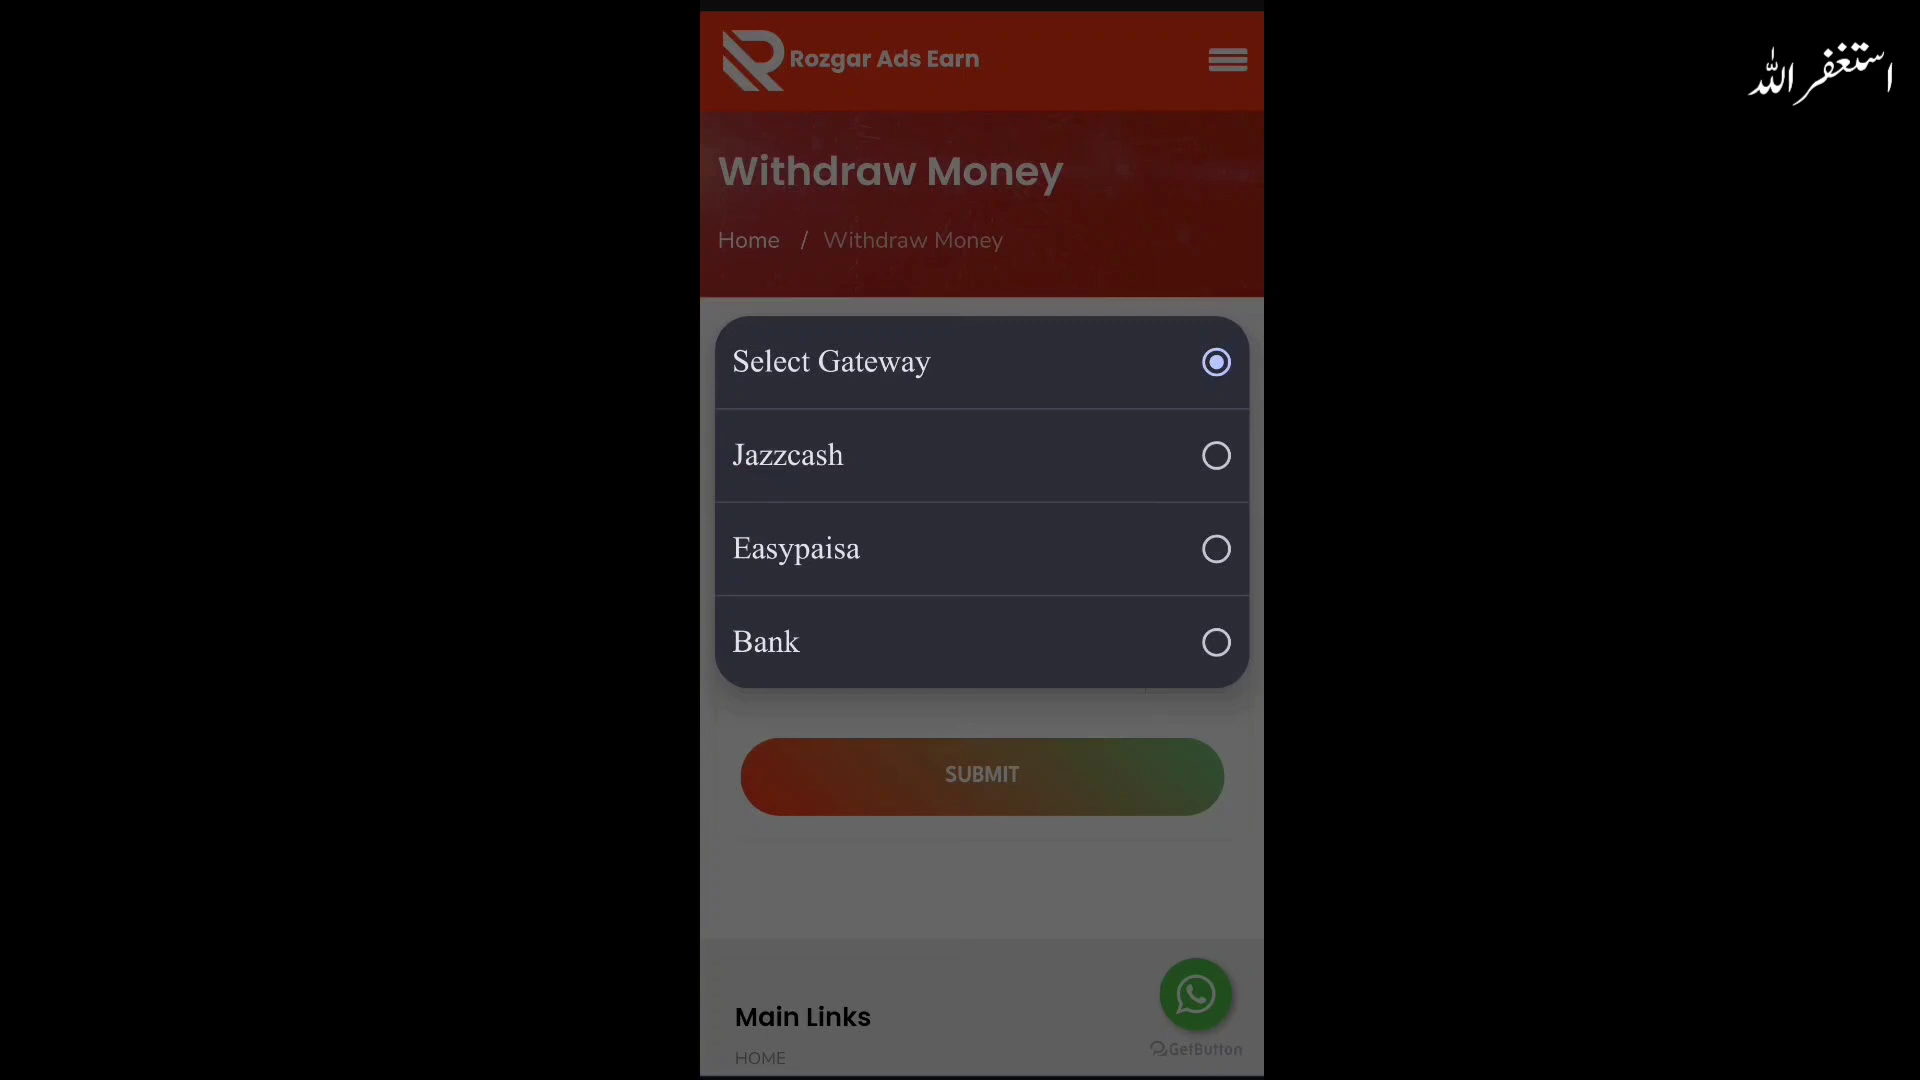 Rozgar Ads Earn
استغفر الله
Withdraw Money
Home / Withdraw Money
Select Gateway
Jazzcash
Easypaisa
Bank
SUBMIT
Main Links
HOME
GetButton